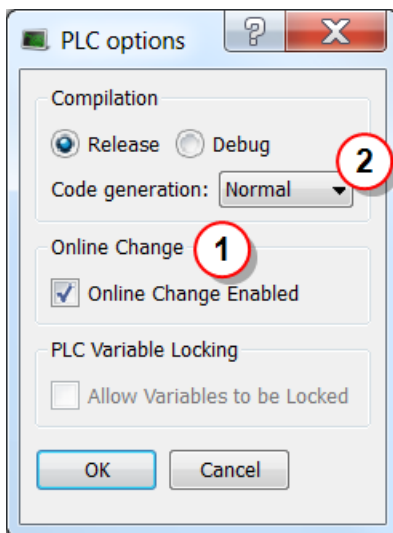 PLC options
Compilation
Release Debug
2
Code generation: Normal
Online Change 1
Online Change Enabled
PLC Variable Locking
Allow Variables to be Locked
OK Cancel